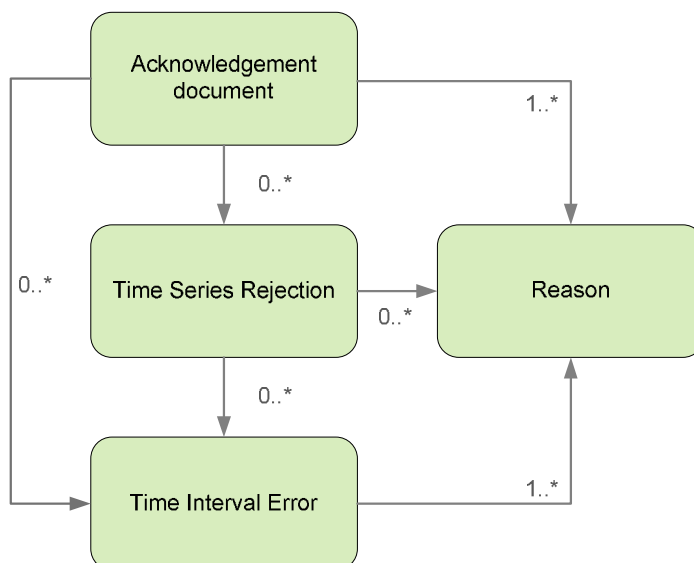 Acknowledgement
document
1..*
0..*
0..*
Time Series Rejection
Reason
0..*
0..*
Time Interval Error
1..*